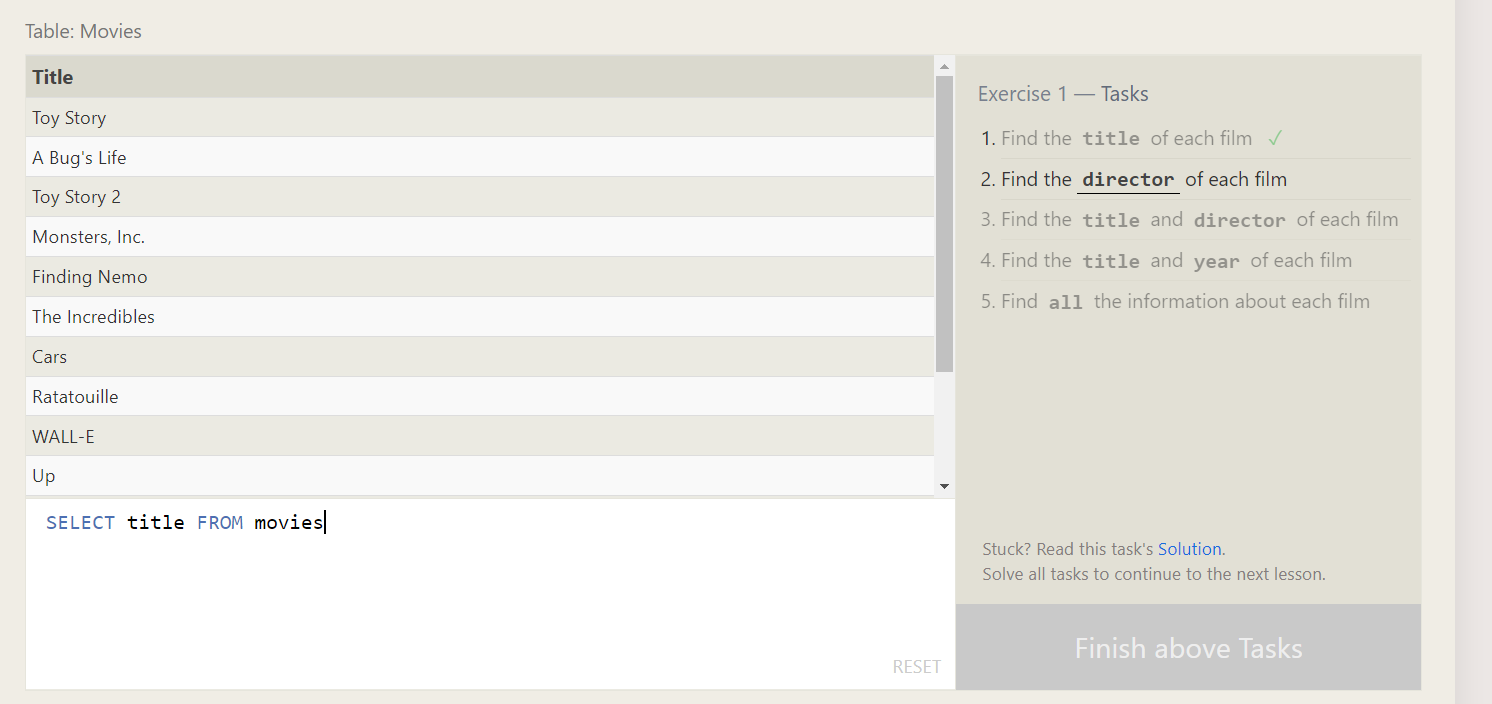 Table: Movies
Title
Toy Story
A Bug's Life
Toy Story 2
Monsters, Inc.
Finding Nemo
The Incredibles
Cars
Ratatouille
WALL-E
Up
SELECT title FROM movies
RESET
Exercise 1 — Tasks
1. Find the title of each film ✓
2. Find the director of each film
3. Find the title and director of each film
4. Find the title and year of each film
5. Find all the information about each film
Stuck? Read this task's Solution.
Solve all tasks to continue to the next lesson.
Finish above Tasks